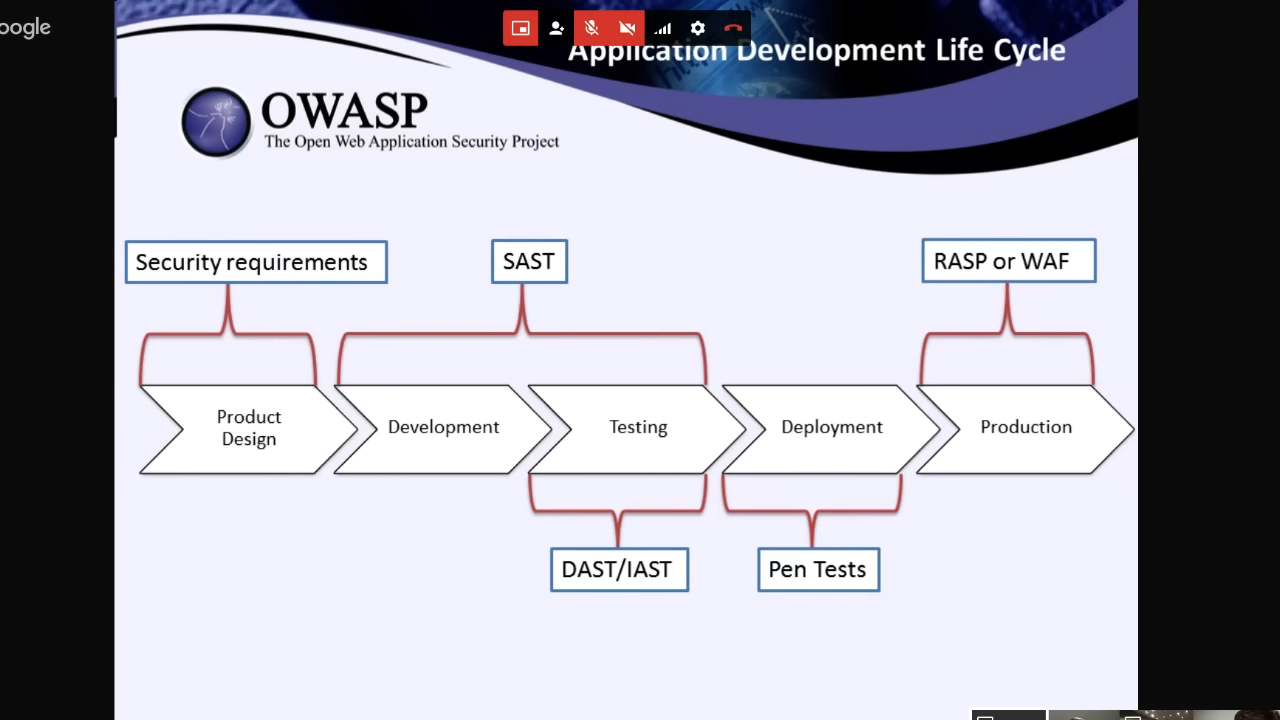 oogle
Application Development Life Cycle
OWASP
The Open Web Application Security Project
Security requirements
SAST
RASP or WAF
Product
Design
Development
Testing
Deployment
Production
DAST/IAST
Pen Tests